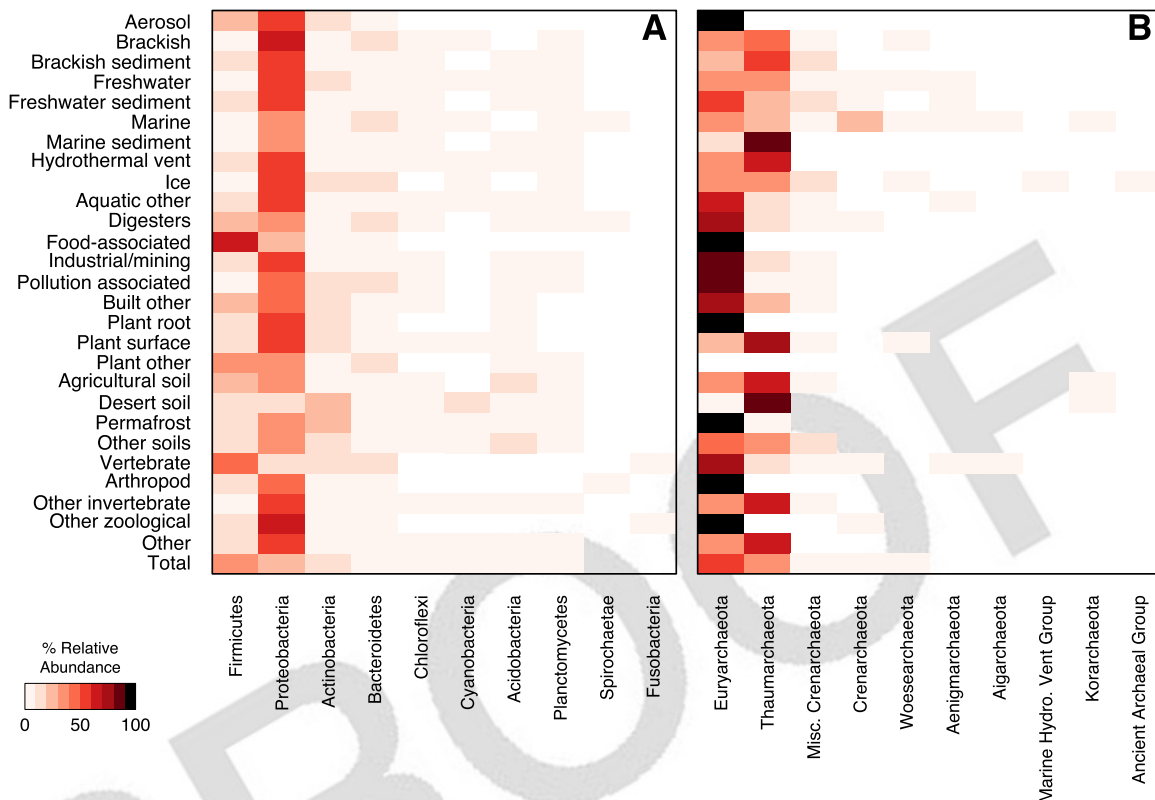 A
B
Aerosol
Brackish
Brackish sediment
Freshwater
Freshwater sediment
Marine
Marine sediment
Hydrothermal vent
Ice
Aquatic other
Digesters
Food-associated
Industrial/mining
Pollution associated
Built other
Plant root
Plant surface
Plant other
Agricultural soil
Desert soil
Permafrost
Other soils
Vertebrate
Arthropod
Other invertebrate
Other zoological
Other
Total
Firmicutes
Proteobacteria
Actinobacteria
Bacteroidetes
Chloroflexi
Cyanobacteria
Acidobacteria
Planctomycetes
Spirochaetae
Fusobacteria
Euryarchaeota
Thaumarchaeota
Misc. Crenarchaeota
Crenarchaeota
Woesearchaeota
Aenigmarchaeota
Aigarchaeota
Marine Hydro. Vent Group
Korarchaeota
Ancient Archaeal Group
% Relative
Abundance
0 50 100
ROOF